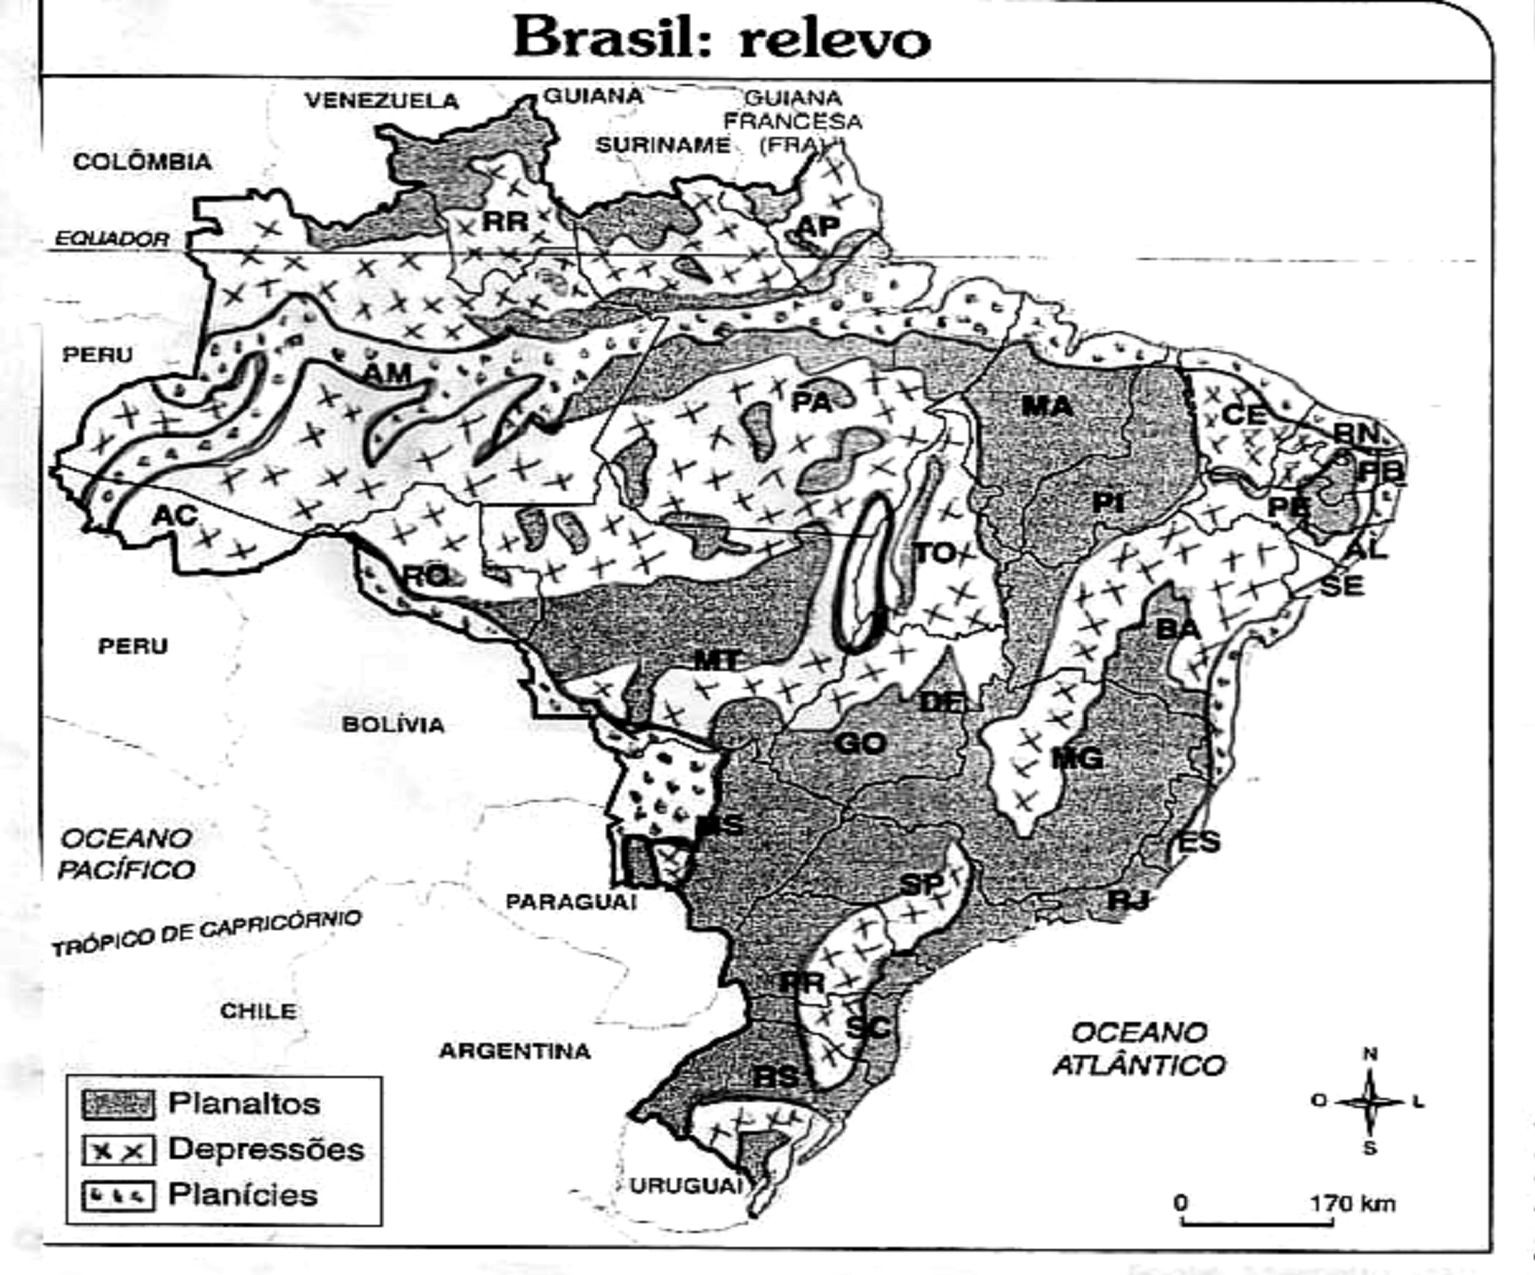 Brasil: relevo
VENEZUELA
GUIANA
GUIANA
FRANCESA
(FRA)
SURINAME
COLÔMBIA
RR
AP
EQUADOR
PERU
AM
PA
MA
CE
RN
PB
PI
PE
AC
TO
AL
RO
SE
BA
PERU
MT
DF
BOLÍVIA
GO
MG
MS
ES
OCEANO
PACÍFICO
SP
RJ
PARAGUAI
TRÓPICO DE CAPRICÓRNIO
PR
CHILE
SC
OCEANO
ATLÂNTICO
ARGENTINA
RS
N
O
L
S
Planaltos
Depressões
Planícies
URUGUAI
0 170 km